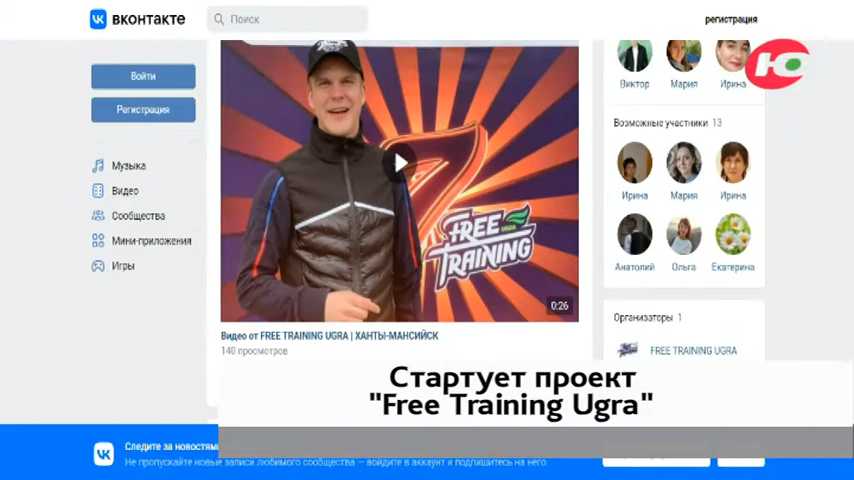 вконтакте
Поиск
регистрация
Войти
Регистрация
Музыка
Видео
Сообщества
Мини-приложения
Игры
FREE
UGRA
TRAINING
0:26
Видео от FREE TRAINING UGRA | ХАНТЫ-МАНСИЙСК
140 просмотров
Виктор
Мария
Ирина
Ю
Возможные участники 13
Ирина
Мария
Ирина
Анатолий
Ольга
Екатерина
Организаторы 1
FREE TRAINING UGRA
Стартует проект
"Free Training Ugra"
Следите за новостями
Не пропускайте новые записи любимого сообщества — войдите в аккаунт и подпишитесь на него.